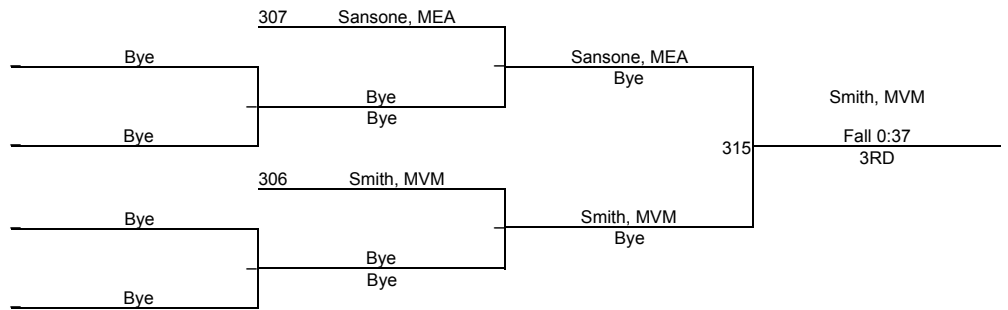 307 Sansone, MEA
Bye
Sansone, MEA
Bye
Bye
Smith, MVM
Bye
Bye
Fall 0:37
315
3RD
306 Smith, MVM
Bye
Smith, MVM
Bye
Bye
Bye
Bye